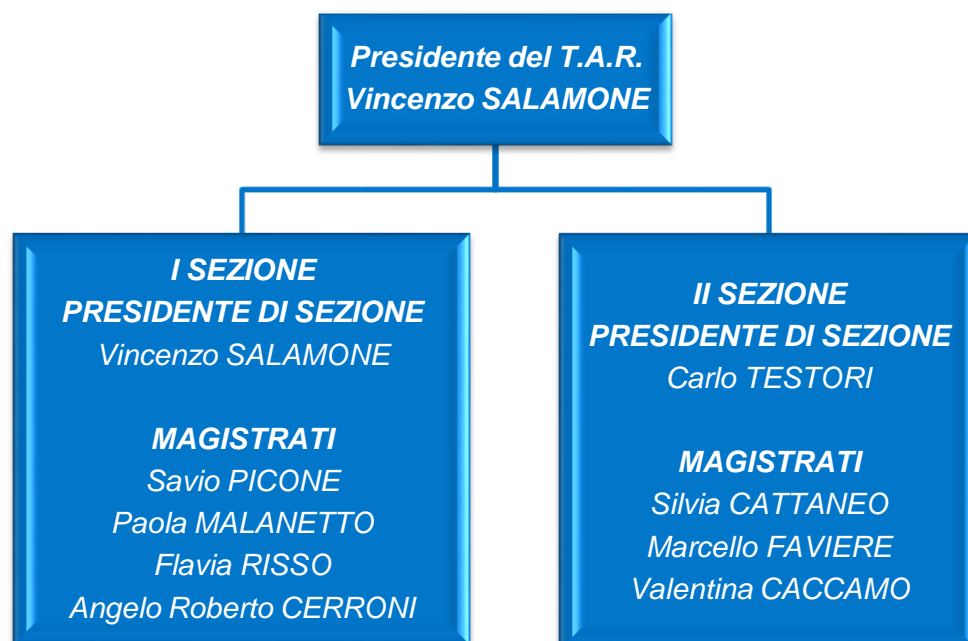 Presidente del T.A.R.
Vincenzo SALAMONE
I SEZIONE
PRESIDENTE DI SEZIONE
Vincenzo SALAMONE
MAGISTRATI
Savio PICONE
Paola MALANETTO
Flavia RISSO
Angelo Roberto CERRONI
II SEZIONE
PRESIDENTE DI SEZIONE
Carlo TESTORI
MAGISTRATI
Silvia CATTANEO
Marcello FAVIERE
Valentina CACCAMO